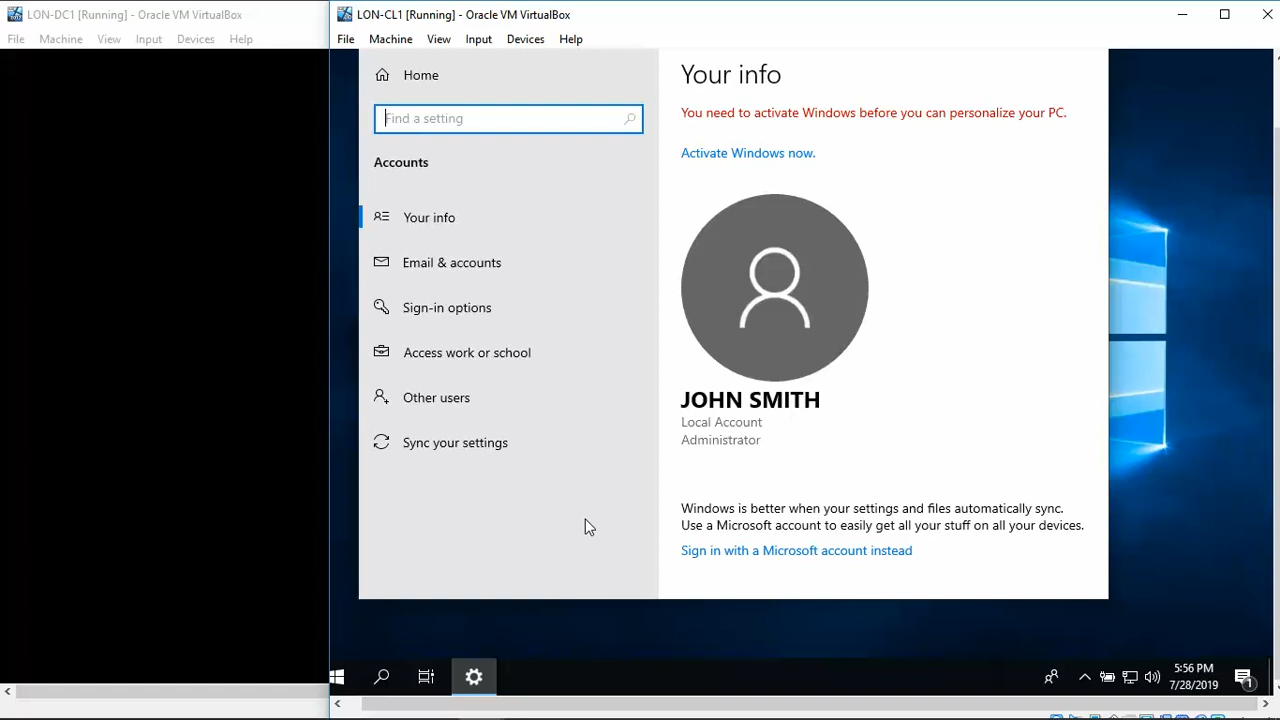 LON-DC1 [Running] - Oracle VM VirtualBox
File Machine View Input Devices Help
LON-CL1 [Running] - Oracle VM VirtualBox
File Machine View Input Devices Help
Home
Find a setting
Accounts
Your info
Email & accounts
Sign-in options
Access work or school
Other users
Sync your settings
Your info
You need to activate Windows before you can personalize your PC.
Activate Windows now.
JOHN SMITH
Local Account
Administrator
Windows is better when your settings and files automatically sync.
Use a Microsoft account to easily get all your stuff on all your devices.
Sign in with a Microsoft account instead
5:56 PM
7/28/2019
1